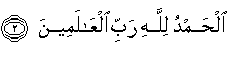 ٱلۡحَمۡدُ لِلَّهِ رَبِّ ٱلۡعَـٰلَمِينَ ﴿٢﴾